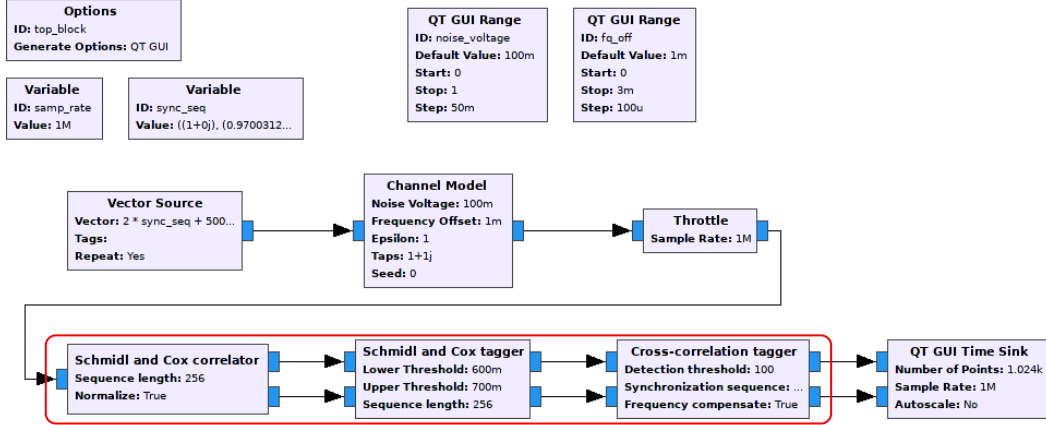 Options
ID: top_block
Generate Options: QT GUI
QT GUI Range
ID: noise_voltage
Default Value: 100m
Start: 0
Stop: 1
Step: 50m
QT GUI Range
ID: fq_off
Default Value: 1m
Start: 0
Stop: 3m
Step: 100u
Variable
ID: samp_rate
Value: 1M
Variable
ID: sync_seq
Value: ((1+0j), (0.9700312...
Vector Source
Vector: 2 * sync_seq + 500...
Tags:
Repeat: Yes
Channel Model
Noise Voltage: 100m
Frequency Offset: 1m
Epsilon: 1
Taps: 1+1j
Seed: 0
Throttle
Sample Rate: 1M
Schmidl and Cox correlator
Sequence length: 256
Normalize: True
Schmidl and Cox tagger
Lower Threshold: 600m
Upper Threshold: 700m
Sequence length: 256
Cross-correlation tagger
Detection threshold: 100
Synchronization sequence: ...
Frequency compensate: True
QT GUI Time Sink
Number of Points: 1.024k
Sample Rate: 1M
Autoscale: No